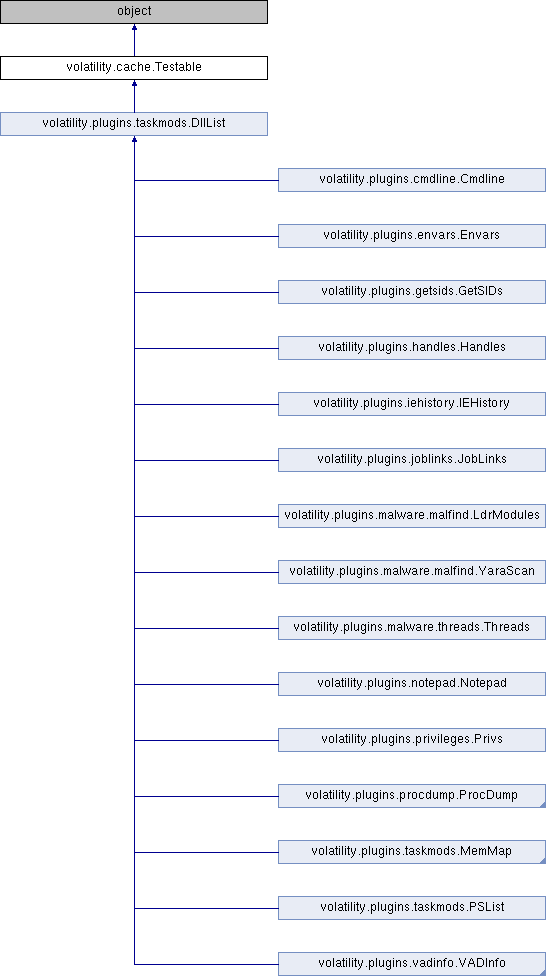 object
volatility.cache.Testable
volatility.plugins.taskmods.DllList
volatility.plugins.cmdline.Cmdline
volatility.plugins.envars.Envars
volatility.plugins.getsids.GetSIDs
volatility.plugins.handles.Handles
volatility.plugins.iehistory.IEHistory
volatility.plugins.joblinks.JobLinks
volatility.plugins.malware.malfind.LdrModules
volatility.plugins.malware.malfind.YaraScan
volatility.plugins.malware.threads.Threads
volatility.plugins.notepad.Notepad
volatility.plugins.privileges.Privs
volatility.plugins.procdump.ProcDump
volatility.plugins.taskmods.MemMap
volatility.plugins.taskmods.PSList
volatility.plugins.vadinfo.VADInfo